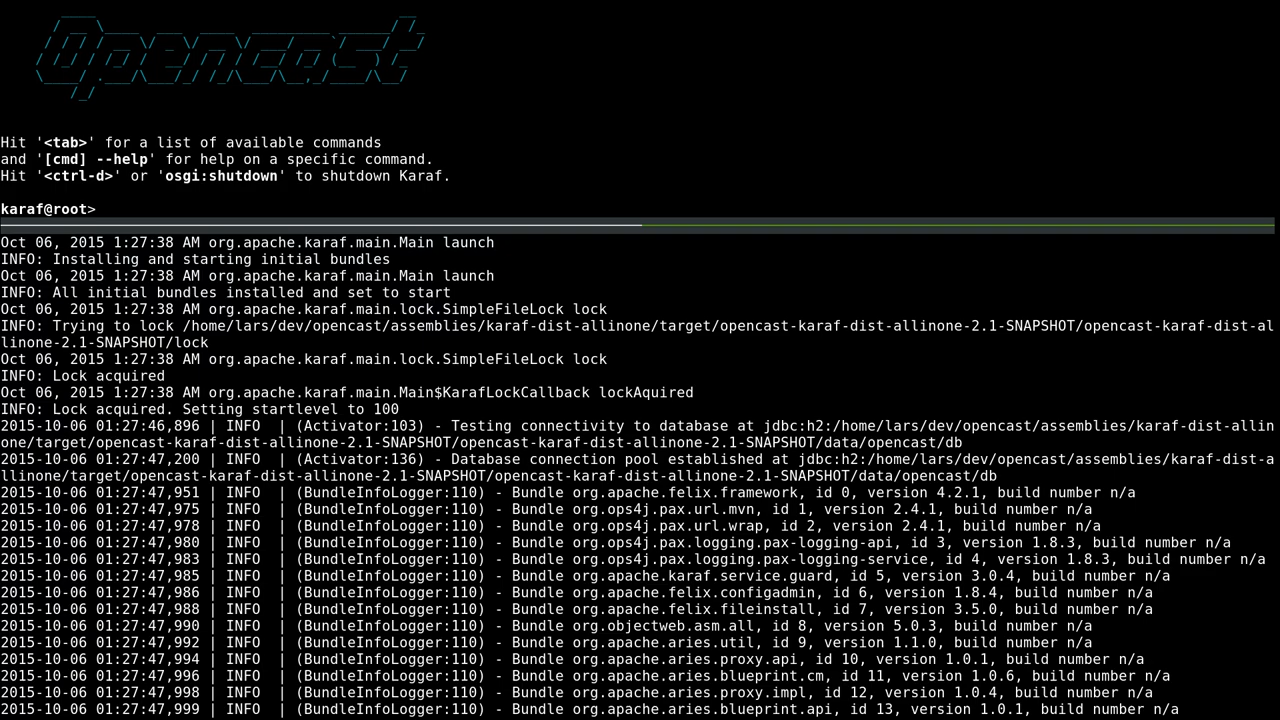 Opencast
Hit '<tab>' for a list of available commands
and '[cmd] --help' for help on a specific command.
Hit '<ctrl-d>' or 'osgi:shutdown' to shutdown Karaf.
karaf@root>
Oct 06, 2015 1:27:38 AM org.apache.karaf.main.Main launch
INFO: Installing and starting initial bundles
Oct 06, 2015 1:27:38 AM org.apache.karaf.main.Main launch
INFO: All initial bundles installed and set to start
Oct 06, 2015 1:27:38 AM org.apache.karaf.main.lock.SimpleFileLock lock
INFO: Trying to lock /home/lars/dev/opencast/assemblies/karaf-dist-allinone/target/opencast-karaf-dist-allinone-2.1-SNAPSHOT/opencast-karaf-dist-al
linone-2.1-SNAPSHOT/lock
Oct 06, 2015 1:27:38 AM org.apache.karaf.main.lock.SimpleFileLock lock
INFO: Lock acquired
Oct 06, 2015 1:27:38 AM org.apache.karaf.main.Main$KarafLockCallback lockAquired
INFO: Lock acquired. Setting startlevel to 100
2015-10-06 01:27:46,896 | INFO  | (Activator:103) - Testing connectivity to database at jdbc:h2:/home/lars/dev/opencast/assemblies/karaf-dist-allin
one/target/opencast-karaf-dist-allinone-2.1-SNAPSHOT/opencast-karaf-dist-allinone-2.1-SNAPSHOT/data/opencast/db
2015-10-06 01:27:47,200 | INFO  | (Activator:136) - Database connection pool established at jdbc:h2:/home/lars/dev/opencast/assemblies/karaf-dist-a
llinone/target/opencast-karaf-dist-allinone-2.1-SNAPSHOT/opencast-karaf-dist-allinone-2.1-SNAPSHOT/data/opencast/db
2015-10-06 01:27:47,951 | INFO  | (BundleInfoLogger:110) - Bundle org.apache.felix.framework, id 0, version 4.2.1, build number n/a
2015-10-06 01:27:47,975 | INFO  | (BundleInfoLogger:110) - Bundle org.ops4j.pax.url.mvn, id 1, version 2.4.1, build number n/a
2015-10-06 01:27:47,978 | INFO  | (BundleInfoLogger:110) - Bundle org.ops4j.pax.url.wrap, id 2, version 2.4.1, build number n/a
2015-10-06 01:27:47,980 | INFO  | (BundleInfoLogger:110) - Bundle org.ops4j.pax.logging.pax-logging-api, id 3, version 1.8.3, build number n/a
2015-10-06 01:27:47,983 | INFO  | (BundleInfoLogger:110) - Bundle org.ops4j.pax.logging.pax-logging-service, id 4, version 1.8.3, build number n/a
2015-10-06 01:27:47,985 | INFO  | (BundleInfoLogger:110) - Bundle org.apache.karaf.service.guard, id 5, version 3.0.4, build number n/a
2015-10-06 01:27:47,986 | INFO  | (BundleInfoLogger:110) - Bundle org.apache.felix.configadmin, id 6, version 1.8.4, build number n/a
2015-10-06 01:27:47,988 | INFO  | (BundleInfoLogger:110) - Bundle org.apache.felix.fileinstall, id 7, version 3.5.0, build number n/a
2015-10-06 01:27:47,990 | INFO  | (BundleInfoLogger:110) - Bundle org.objectweb.asm.all, id 8, version 5.0.3, build number n/a
2015-10-06 01:27:47,992 | INFO  | (BundleInfoLogger:110) - Bundle org.apache.aries.util, id 9, version 1.1.0, build number n/a
2015-10-06 01:27:47,994 | INFO  | (BundleInfoLogger:110) - Bundle org.apache.aries.proxy.api, id 10, version 1.0.1, build number n/a
2015-10-06 01:27:47,996 | INFO  | (BundleInfoLogger:110) - Bundle org.apache.aries.blueprint.cm, id 11, version 1.0.6, build number n/a
2015-10-06 01:27:47,998 | INFO  | (BundleInfoLogger:110) - Bundle org.apache.aries.proxy.impl, id 12, version 1.0.4, build number n/a
2015-10-06 01:27:47,999 | INFO  | (BundleInfoLogger:110) - Bundle org.apache.aries.blueprint.api, id 13, version 1.0.1, build number n/a